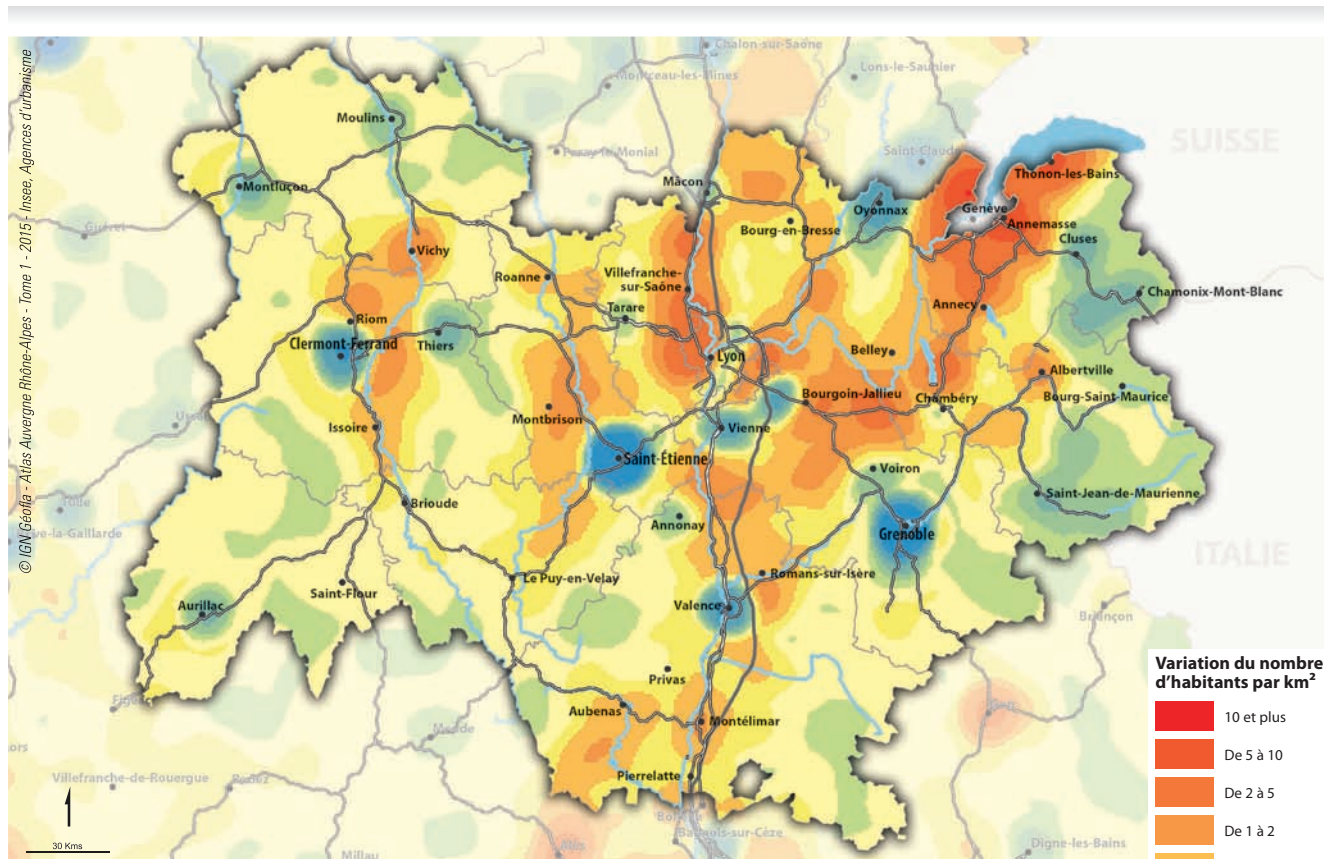 © IGN Géofla - Atlas Auvergne Rhône-Alpes - Tome 1 - 2015 - Insee, Agences d'urbanisme
Chalon-sur-Saône
Montceau-les-Mines
Lons-le-Saunier
Moulins
SUISSE
Paray-le-Monial
Saint-Claude
Thonon-les-Bains
Mâcon
Montluçon
Oyonnax
Genève
Annemasse
Guéret
Bourg-en-Bresse
Cluses
Vichy
Roanne
Villefranche-
sur-Saône
Chamonix-Mont-Blanc
Tarare
Annecy
Riom
Clermont-Ferrand
Thiers
Lyon
Belley
Albertville
Bourgoin-Jallieu
Chambéry
Bourg-Saint-Maurice
Montbrison
Issoire
Vienne
Saint-Étienne
Voiron
Saint-Jean-de-Maurienne
Brioude
Annonay
Grenoble
ITALIE
Le Puy-en-Velay
Romans-sur-Isère
Saint-Flour
Aurillac
Valence
Briançon
Privas
Aubenas
Montélimar
Mende
Villefranche-de-Rouergue
Rodez
Pierrelatte
Bagnols-sur-Cèze
Alès
Millau
Digne-les-Bains
30 Kms
Variation du nombre
d'habitants par km²
10 et plus
De 5 à 10
De 2 à 5
De 1 à 2